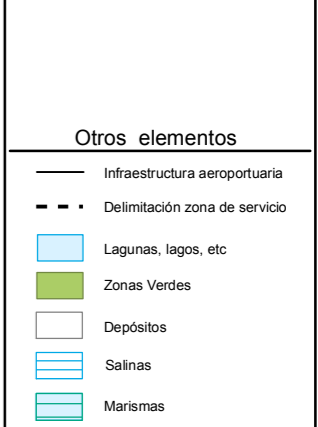 Otros elementos
Infraestructura aeroportuaria
Delimitación zona de servicio
Lagunas, lagos, etc
Zonas Verdes
Depósitos
Salinas
Marismas